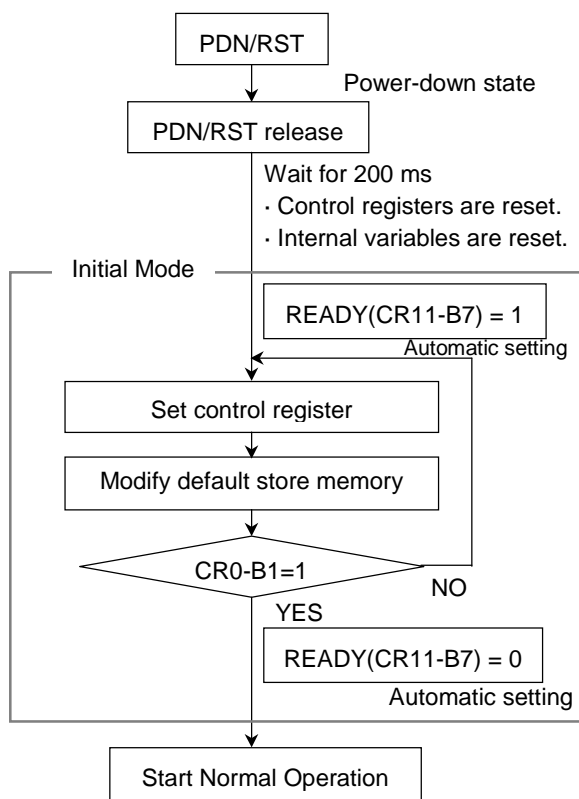 PDN/RST
Power-down state
PDN/RST release
Wait for 200 ms
· Control registers are reset.
· Internal variables are reset.
Initial Mode
READY(CR11-B7) = 1
Automatic setting
Set control register
Modify default store memory
CR0-B1=1
NO
YES
READY(CR11-B7) = 0
Automatic setting
Start Normal Operation